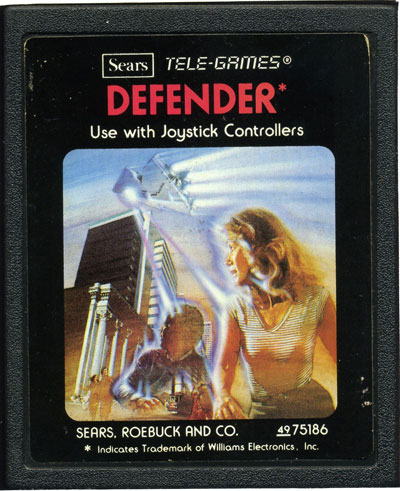 Sears TELE-GAMES®
DEFENDER*
Use with Joystick Controllers
SEARS, ROEBUCK AND CO. 49 75186
* Indicates Trademark of Williams Electronics, Inc.